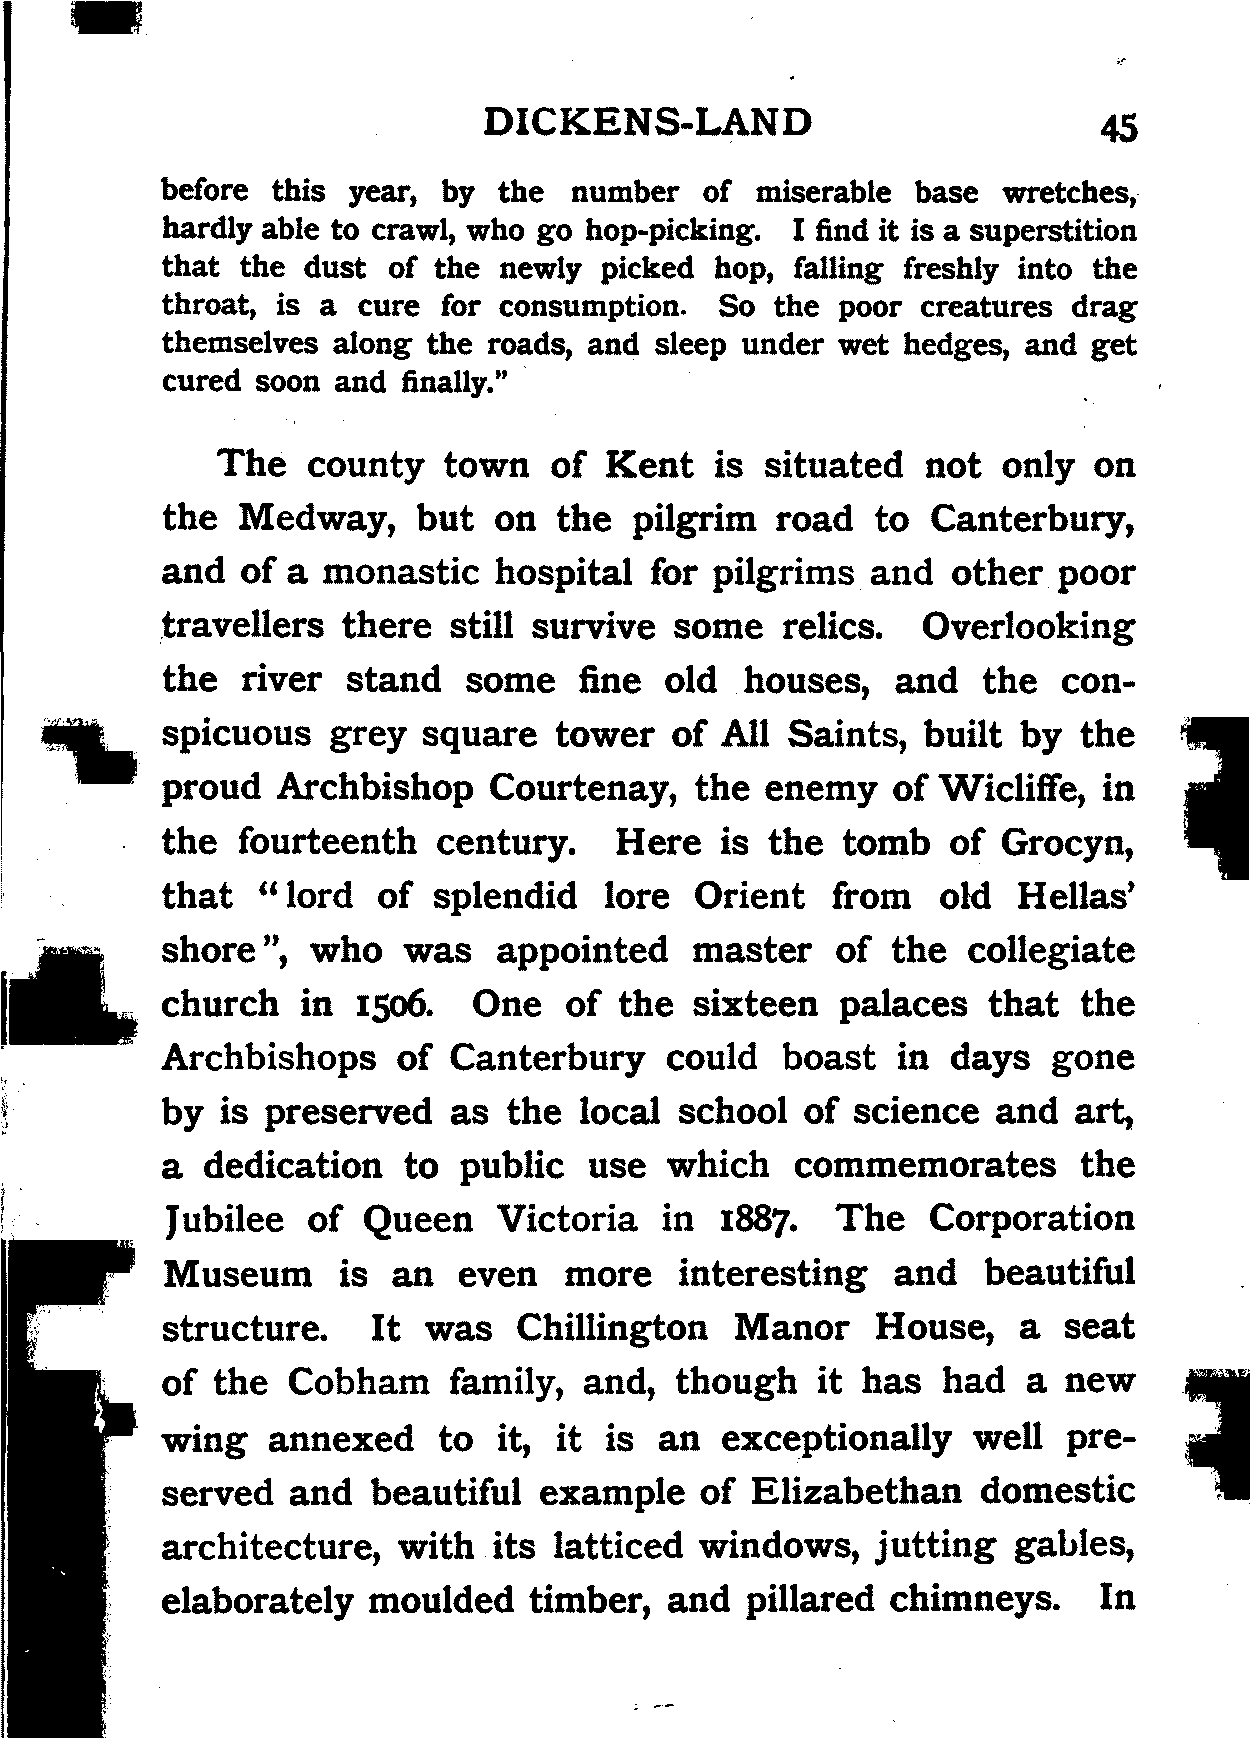 DICKENS-LAND 45
before this year, by the number of miserable base wretches,
hardly able to crawl, who go hop-picking. I find it is a superstition
that the dust of the newly picked hop, falling freshly into the
throat, is a cure for consumption. So the poor creatures drag
themselves along the roads, and sleep under wet hedges, and get
cured soon and finally."
The county town of Kent is situated not only on
the Medway, but on the pilgrim road to Canterbury,
and of a monastic hospital for pilgrims and other poor
travellers there still survive some relics. Overlooking
the river stand some fine old houses, and the con-
spicuous grey square tower of All Saints, built by the
proud Archbishop Courtenay, the enemy of Wicliffe, in
the fourteenth century. Here is the tomb of Grocyn,
that "lord of splendid lore Orient from old Hellas'
shore", who was appointed master of the collegiate
church in 1506. One of the sixteen palaces that the
Archbishops of Canterbury could boast in days gone
by is preserved as the local school of science and art,
a dedication to public use which commemorates the
Jubilee of Queen Victoria in 1887. The Corporation
Museum is an even more interesting and beautiful
structure. It was Chillington Manor House, a seat
of the Cobham family, and, though it has had a new
wing annexed to it, it is an exceptionally well pre-
served and beautiful example of Elizabethan domestic
architecture, with its latticed windows, jutting gables,
elaborately moulded timber, and pillared chimneys. In